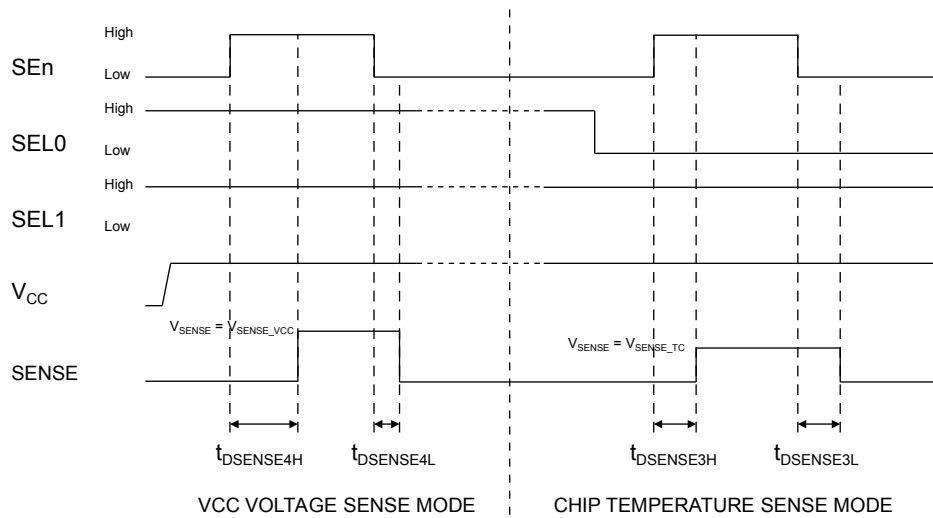 High
SEn
Low
High
SEL0
Low
High
SEL1
Low
VCC
VSENSE = VSENSE_VCC
VSENSE = VSENSE_TC
SENSE
tDSENSE4H
tDSENSE4L
tDSENSE3H
tDSENSE3L
VCC VOLTAGE SENSE MODE
CHIP TEMPERATURE SENSE MODE